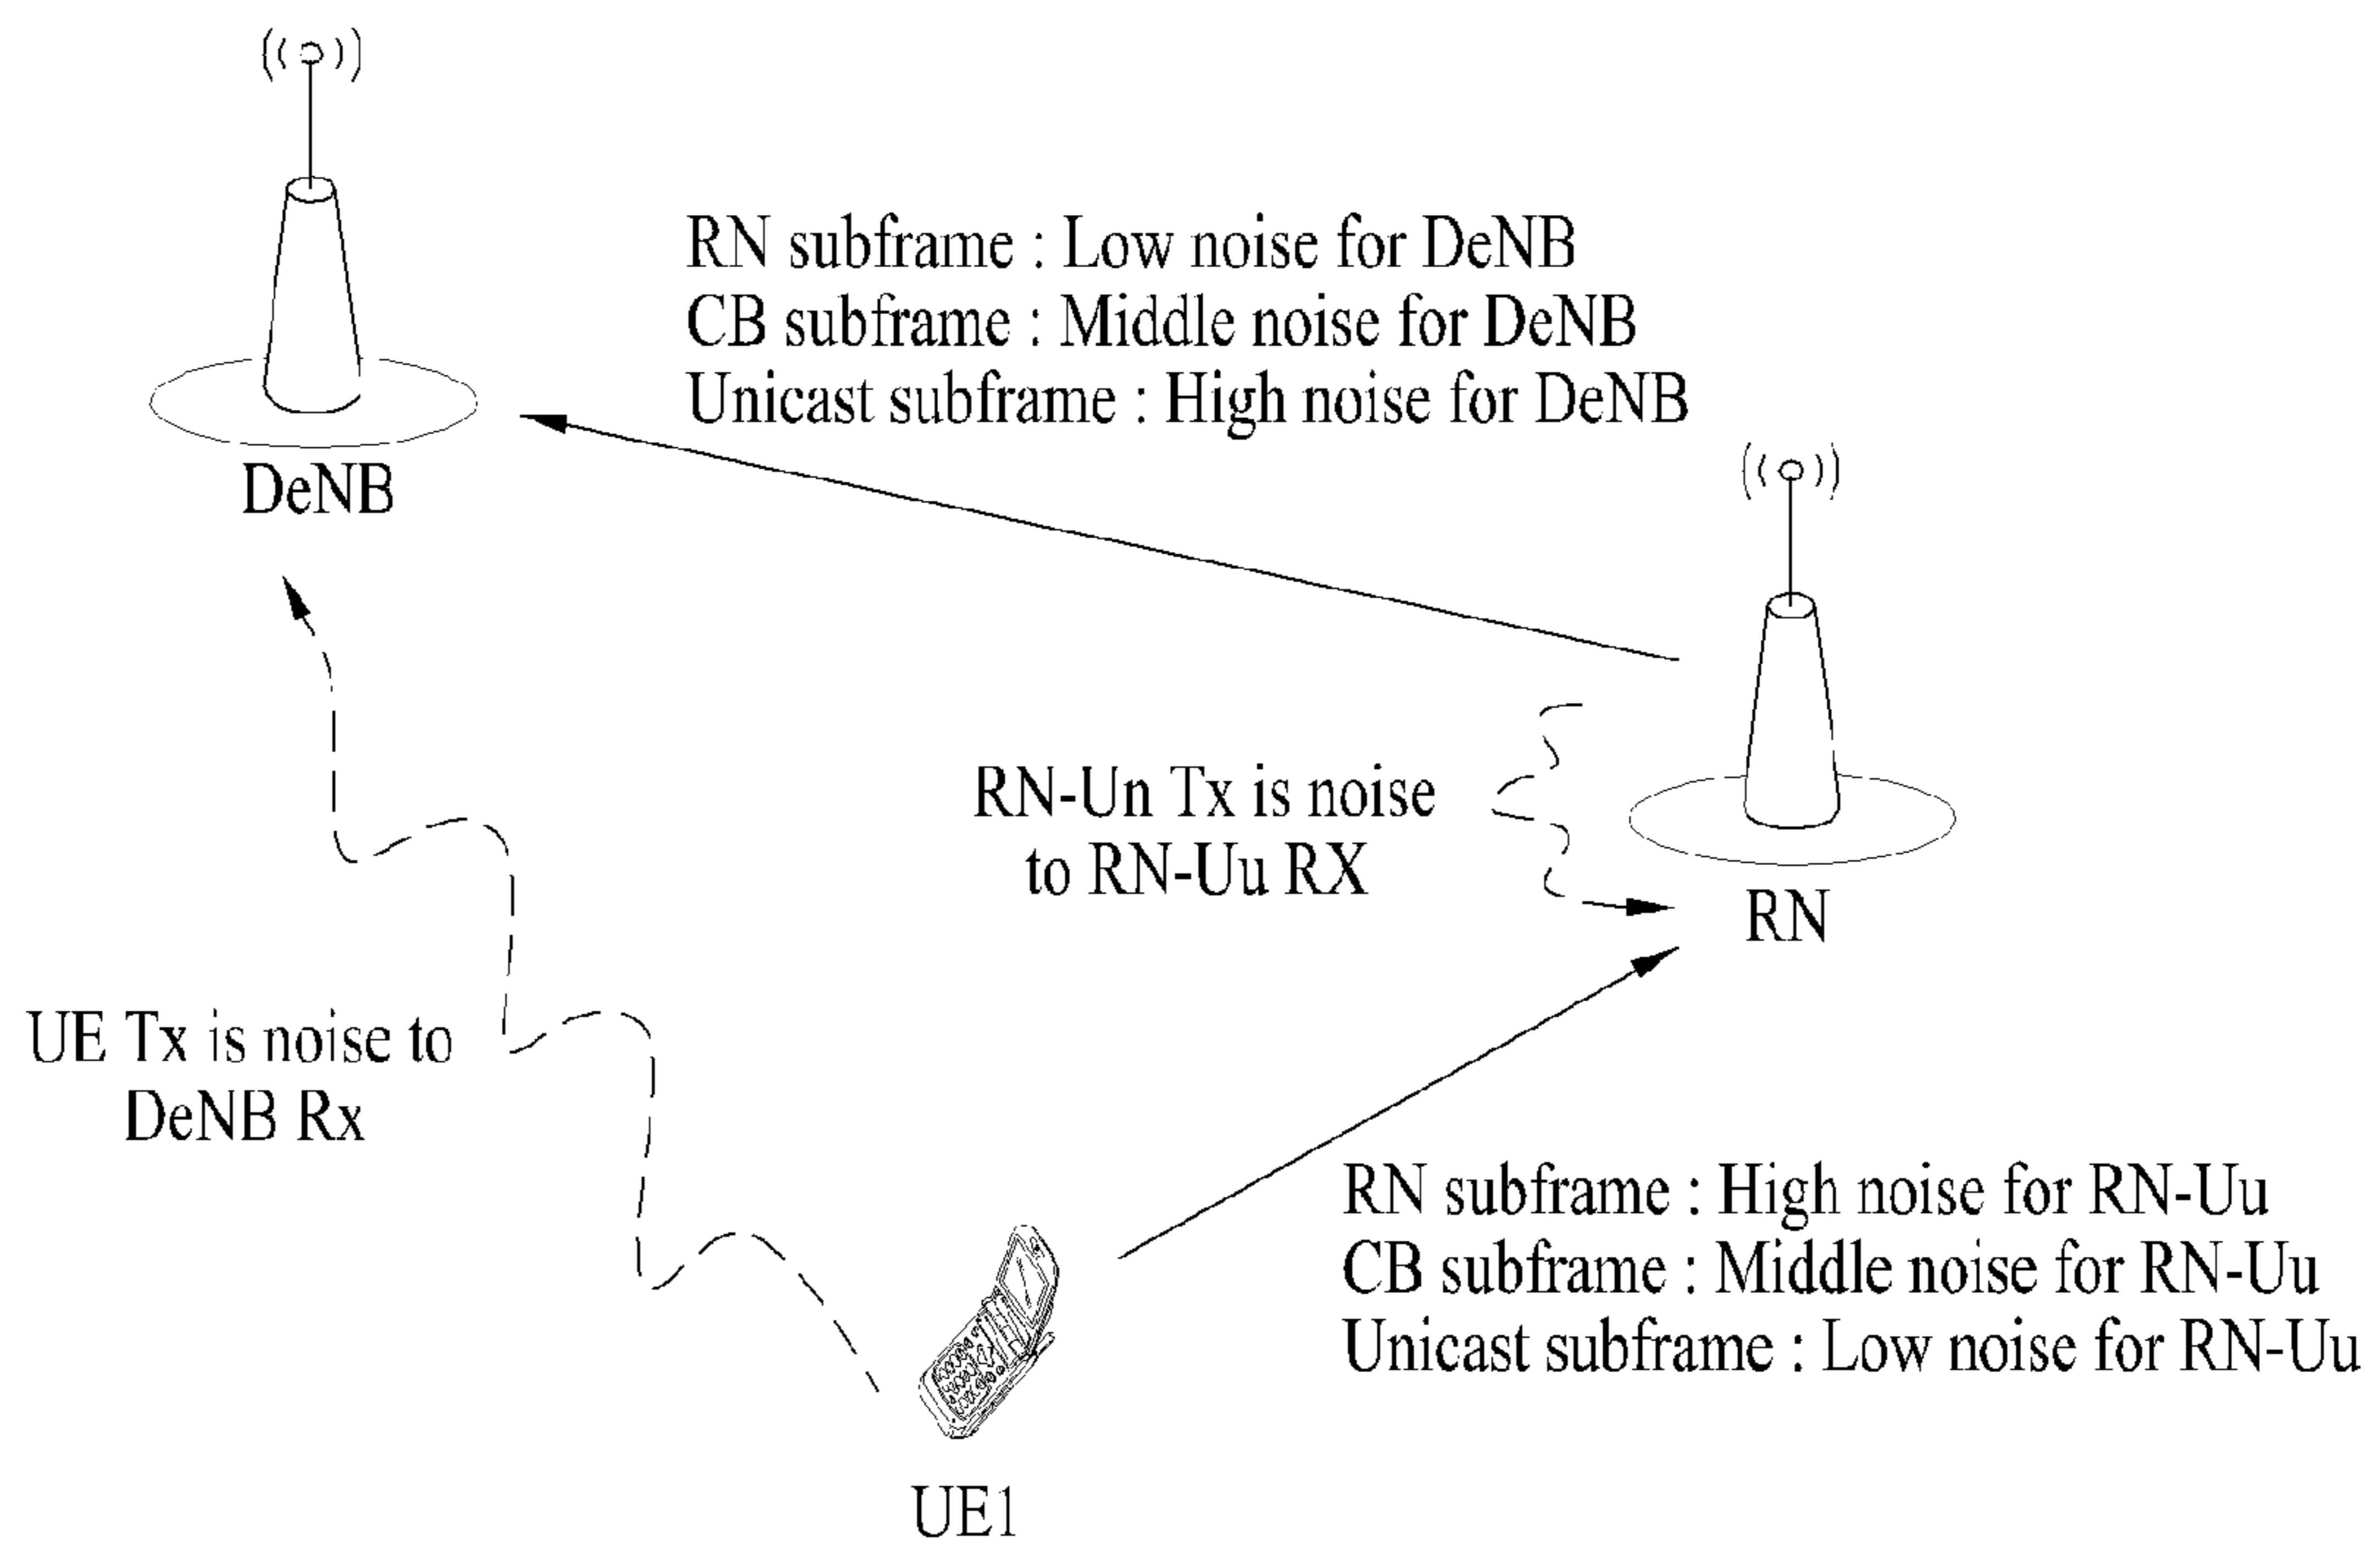 RN subframe : Low noise for DeNB
CB subframe : Middle noise for DeNB
Unicast subframe : High noise for DeNB
DeNB
RN-Un Tx is noise
to RN-Uu RX
RN
UE Tx is noise to
DeNB Rx
RN subframe : High noise for RN-Uu
CB subframe : Middle noise for RN-Uu
Unicast subframe : Low noise for RN-Uu
UE1